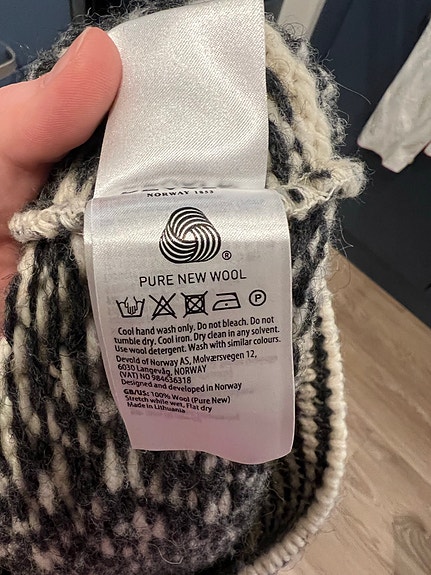 NORWAY 1853
®
PURE NEW WOOL
P
Cool hand wash only. Do not bleach. Do not
tumble dry. Cool iron. Dry clean in any solvent.
Use wool detergent. Wash with similar colours.
Devold of Norway AS, Molværsvegen 12,
6030 Langevåg, NORWAY
(VAT) NO 984636318
Designed and developed in Norway
GB/US: 100% Wool (Pure New)
Stretch while wet, Flat dry
Made in Lithuania